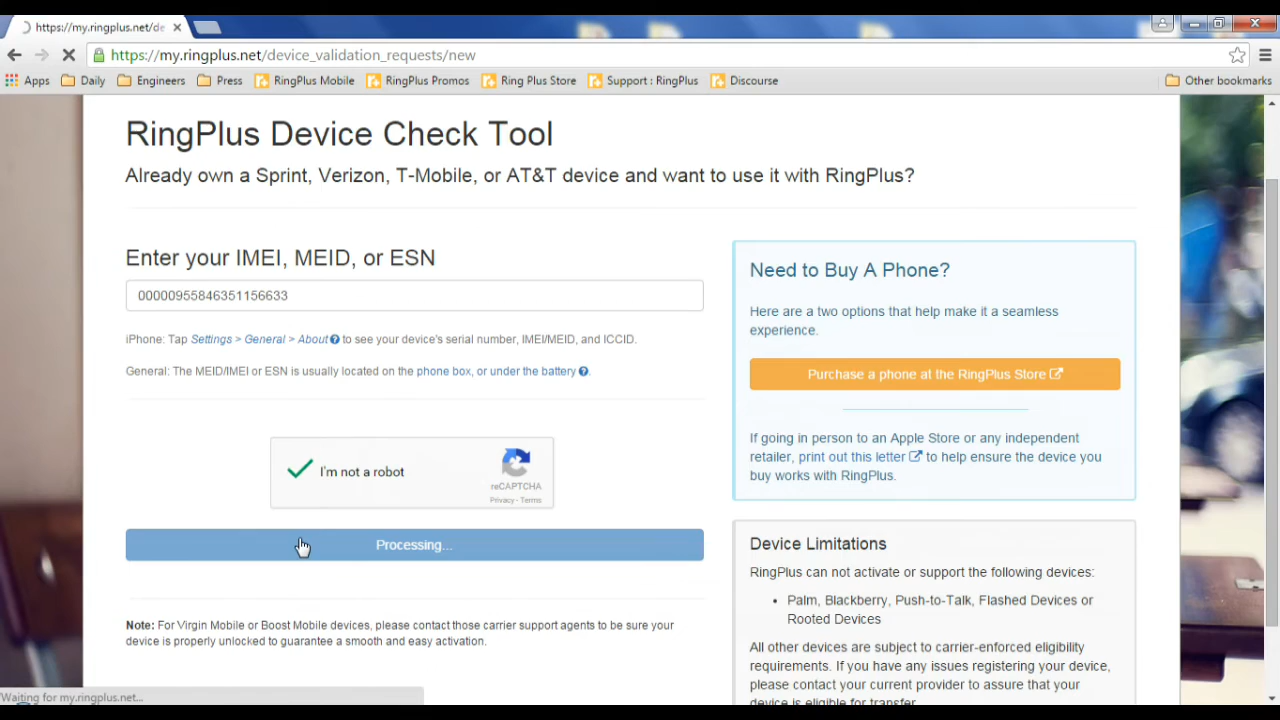 https://my.ringplus.net/de
https://my.ringplus.net/device_validation_requests/new
Apps Daily Engineers Press RingPlus Mobile RingPlus Promos Ring Plus Store Support : RingPlus Discourse Other bookmarks
RingPlus Device Check Tool
Already own a Sprint, Verizon, T-Mobile, or AT&T device and want to use it with RingPlus?
Enter your IMEI, MEID, or ESN
00000955846351156633
iPhone: Tap Settings > General > About ? to see your device's serial number, IMEI/MEID, and ICCID.
General: The MEID/IMEI or ESN is usually located on the phone box, or under the battery ?.
I'm not a robot
reCAPTCHA
Privacy - Terms
Processing...
Note: For Virgin Mobile or Boost Mobile devices, please contact those carrier support agents to be sure your
device is properly unlocked to guarantee a smooth and easy activation.
Need to Buy A Phone?
Here are a two options that help make it a seamless
experience.
Purchase a phone at the RingPlus Store
If going in person to an Apple Store or any independent
retailer, print out this letter to help ensure the device you
buy works with RingPlus.
Device Limitations
RingPlus can not activate or support the following devices:
• Palm, Blackberry, Push-to-Talk, Flashed Devices or
Rooted Devices
All other devices are subject to carrier-enforced eligibility
requirements. If you have any issues registering your device,
please contact your current provider to assure that your
device is eligible for transfer.
Waiting for my.ringplus.net...